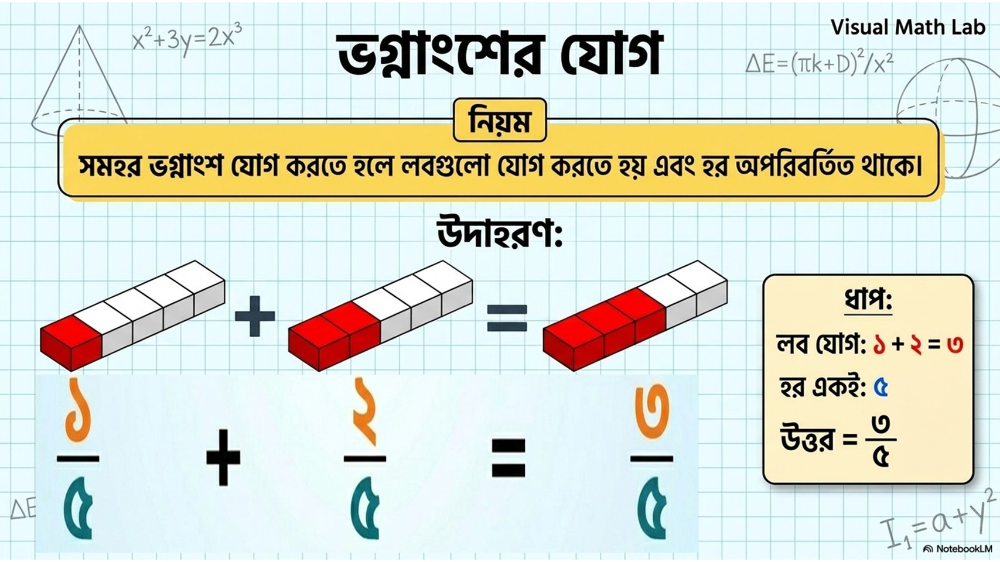 Visual Math Lab
x²+3y=2x³
ভগ্নাংশের যোগ
ΔE=(πk+D)²/x²
নিয়ম
সমহর ভগ্নাংশ যোগ করতে হলে লবগুলো যোগ করতে হয় এবং হর অপরিবর্তিত থাকে।
উদাহরণ:
+ =
১/৫ + ২/৫ = ৩/৫
ধাপ:
লব যোগ: ১ + ২ = ৩
হর একই: ৫
উত্তর = ৩/৫
ΔE
I₁=a+y²
NotebookLM